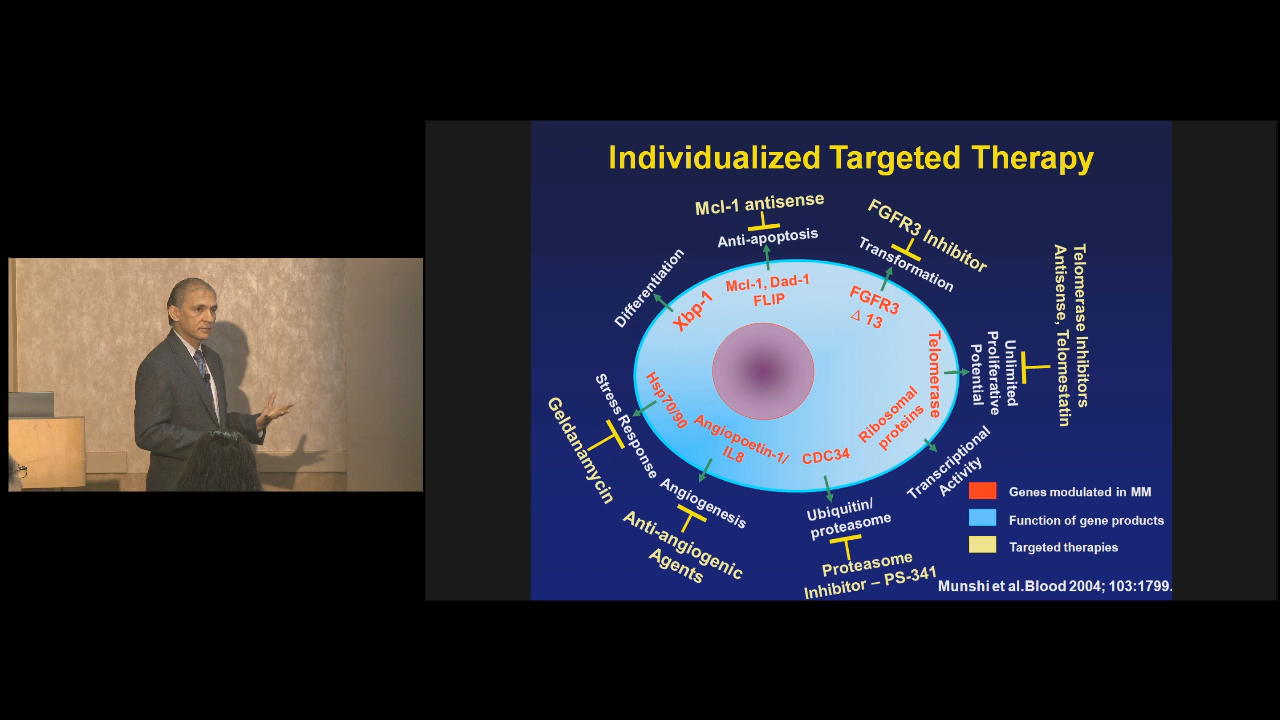 Individualized Targeted Therapy
Mcl-1 antisense
Anti-apoptosis
FGFR3 Inhibitor
Transformation
Differentiation
Xbp-1
Mcl-1, Dad-1
FLIP
FGFR3
Δ 13
Telomerase
Unlimited
Proliferative
Potential
Telomerase Inhibitors
Antisense, Telomestatin
Hsp70/90
Stress Response
Geldanamycin
Angiopoetin-1/
IL8
Angiogenesis
Anti-angiogenic
Agents
CDC34
Ubiquitin/
proteasome
Proteasome
Inhibitor – PS-341
Ribosomal
proteins
Transcriptional
Activity
Genes modulated in MM
Function of gene products
Targeted therapies
Munshi et al.Blood 2004; 103:1799.